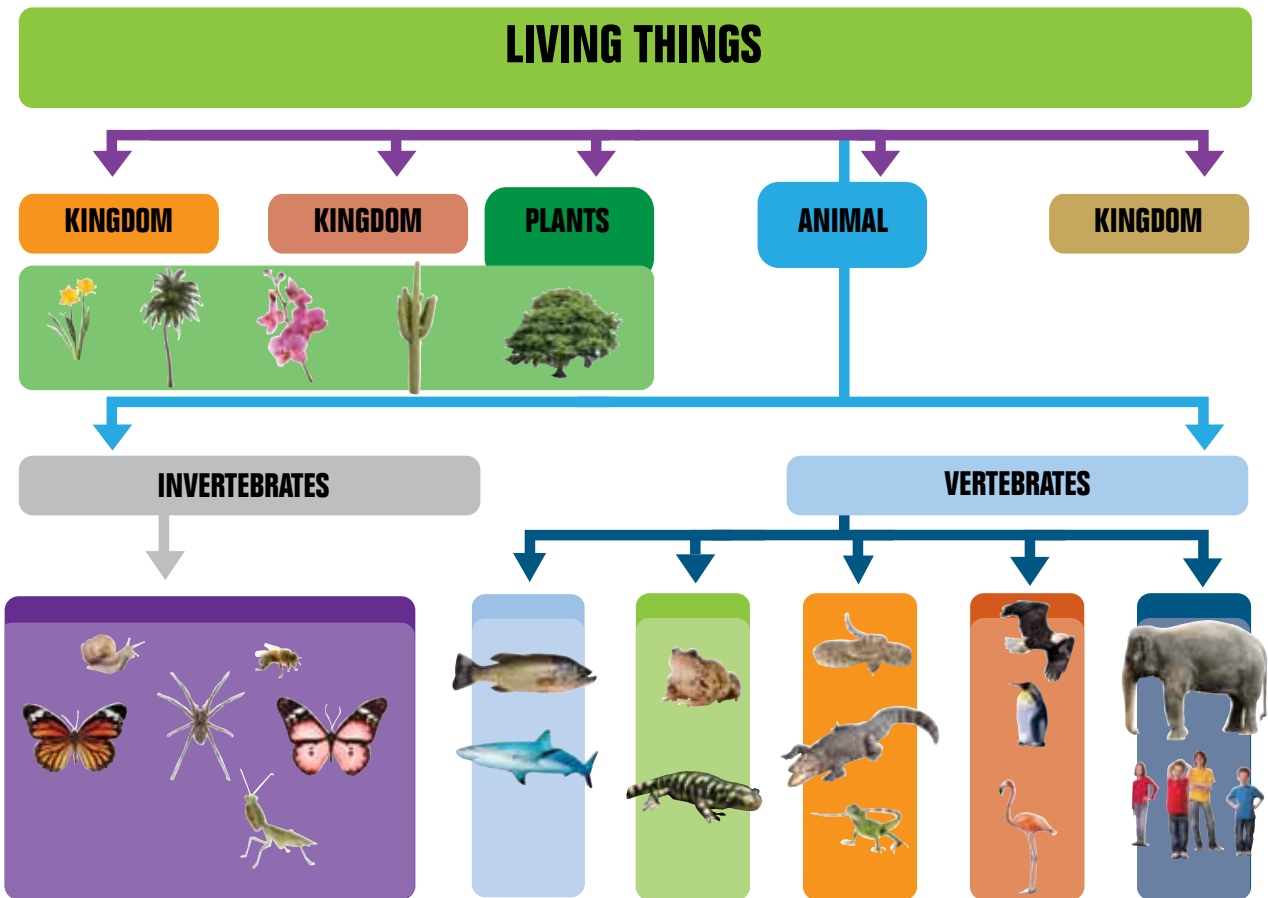 LIVING THINGS
KINGDOM
KINGDOM
PLANTS
ANIMAL
KINGDOM
INVERTEBRATES
VERTEBRATES